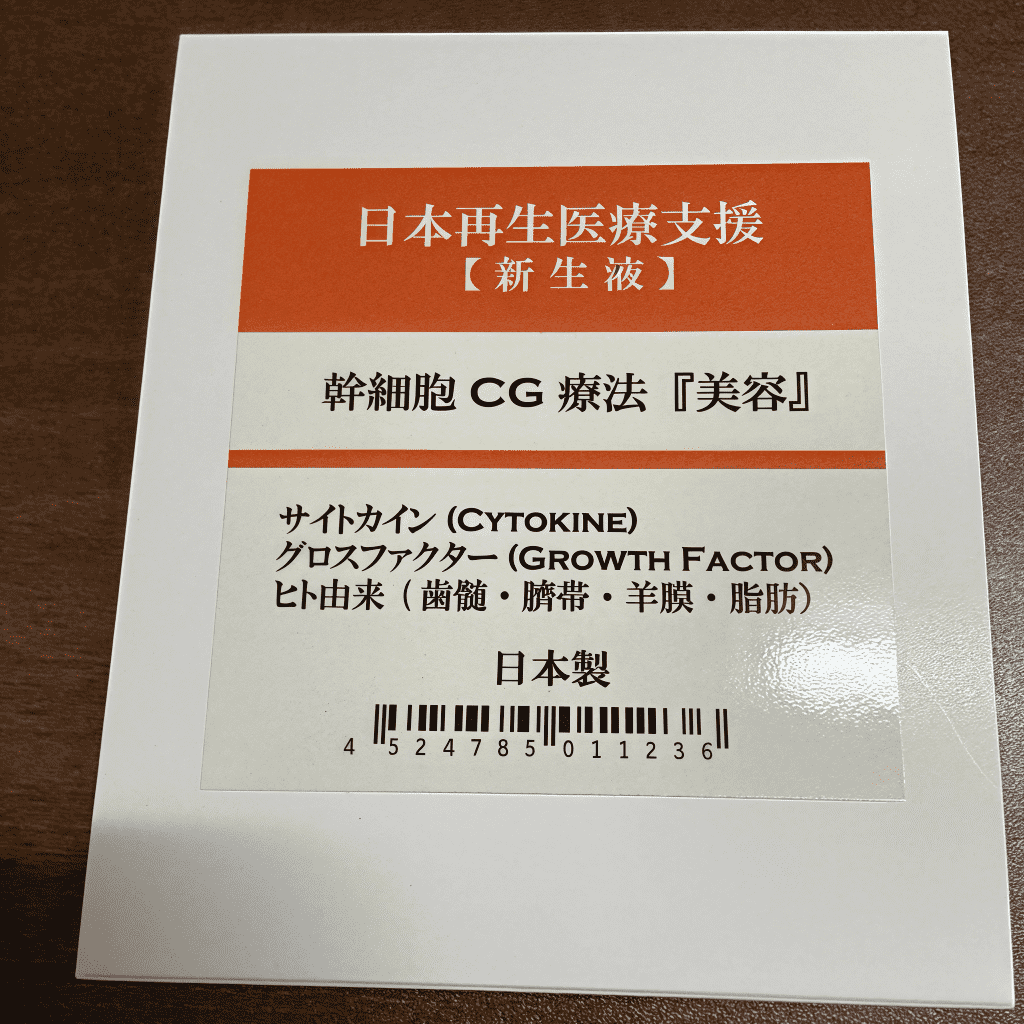 日本再生医療支援
【新生液】
幹細胞 CG 療法『美容』
サイトカイン (CYTOKINE)
グロスファクター (GROWTH FACTOR)
ヒト由来 ( 歯髄・臍帯・羊膜・脂肪)
日本製
4 524785 011236